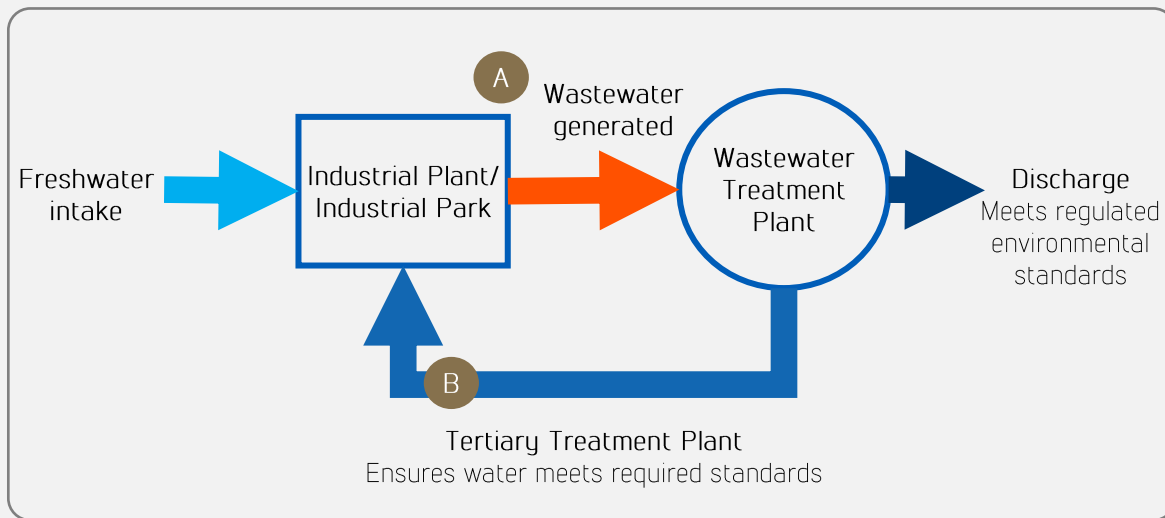 A
Wastewater
generated
Freshwater
intake
Industrial Plant/
Industrial Park
Wastewater
Treatment
Plant
Discharge
Meets regulated
environmental
standards
B
Tertiary Treatment Plant
Ensures water meets required standards